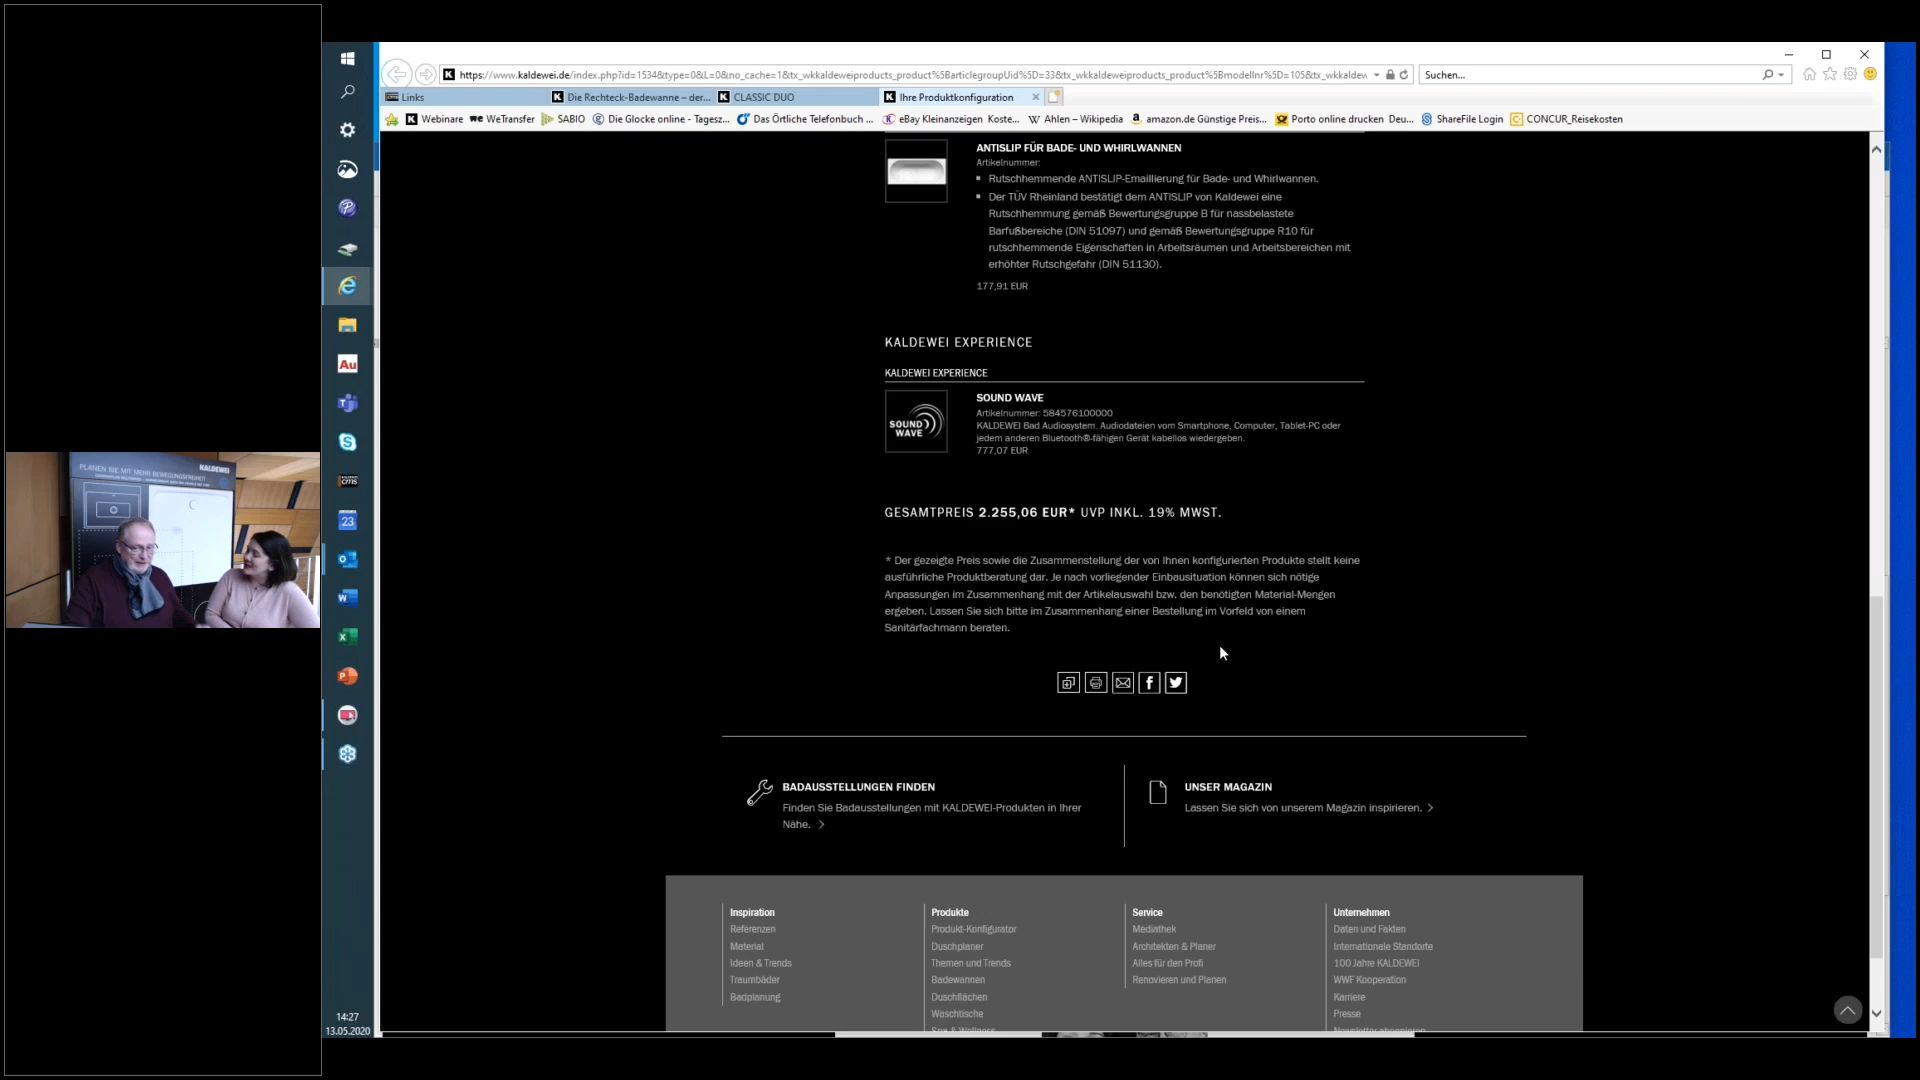 PLANEN SIE MIT MEHR BEWEGUNGSFREIHEIT
KALDEWEI
Au
cms
23
14:27
13.05.2020
https://www.kaldewei.de/index.php?id=1534&type=0&L=0&no_cache=1&tx_wkkaldeweiproducts_product%5BarticlegroupUid%5D=33&tx_wkkaldeweiproducts_product%5Bmodellnr%5D=105&tx_wkkaldew
Suchen...
Links
Die Rechteck-Badewanne – der...
CLASSIC DUO
Ihre Produktkonfiguration
Webinare
WeTransfer
SABIO
Die Glocke online - Tagesz...
Das Örtliche Telefonbuch ...
eBay Kleinanzeigen Koste...
Ahlen – Wikipedia
amazon.de Günstige Preis...
Porto online drucken Deu...
ShareFile Login
CONCUR_Reisekosten
ANTISLIP FÜR BADE- UND WHIRLWANNEN
Artikelnummer:
Rutschhemmende ANTISLIP-Emaillierung für Bade- und Whirlwannen.
Der TÜV Rheinland bestätigt dem ANTISLIP von Kaldewei eine
Rutschhemmung gemäß Bewertungsgruppe B für nassbelastete
Barfußbereiche (DIN 51097) und gemäß Bewertungsgruppe R10 für
rutschhemmende Eigenschaften in Arbeitsräumen und Arbeitsbereichen mit
erhöhter Rutschgefahr (DIN 51130).
177,91 EUR
KALDEWEI EXPERIENCE
KALDEWEI EXPERIENCE
SOUND WAVE
SOUND WAVE
Artikelnummer: 584576100000
KALDEWEI Bad Audiosystem. Audiodateien vom Smartphone, Computer, Tablet-PC oder
jedem anderen Bluetooth®-fähigen Gerät kabellos wiedergeben.
777,07 EUR
GESAMTPREIS 2.255,06 EUR* UVP INKL. 19% MWST.
* Der gezeigte Preis sowie die Zusammenstellung der von Ihnen konfigurierten Produkte stellt keine
ausführliche Produktberatung dar. Je nach vorliegender Einbausituation können sich nötige
Anpassungen im Zusammenhang mit der Artikelauswahl bzw. den benötigten Material-Mengen
ergeben. Lassen Sie sich bitte im Zusammenhang einer Bestellung im Vorfeld von einem
Sanitärfachmann beraten.
BADAUSSTELLUNGEN FINDEN
Finden Sie Badausstellungen mit KALDEWEI-Produkten in Ihrer
Nähe.
UNSER MAGAZIN
Lassen Sie sich von unserem Magazin inspirieren.
Inspiration
Referenzen
Material
Ideen & Trends
Traumbäder
Badplanung
Produkte
Produkt-Konfigurator
Duschplaner
Themen und Trends
Badewannen
Duschflächen
Waschtische
Spa & Wellness
Service
Mediathek
Architekten & Planer
Alles für den Profi
Renovieren und Planen
Unternehmen
Daten und Fakten
Internationale Standorte
100 Jahre KALDEWEI
WWF Kooperation
Karriere
Presse
Newsletter abonnieren